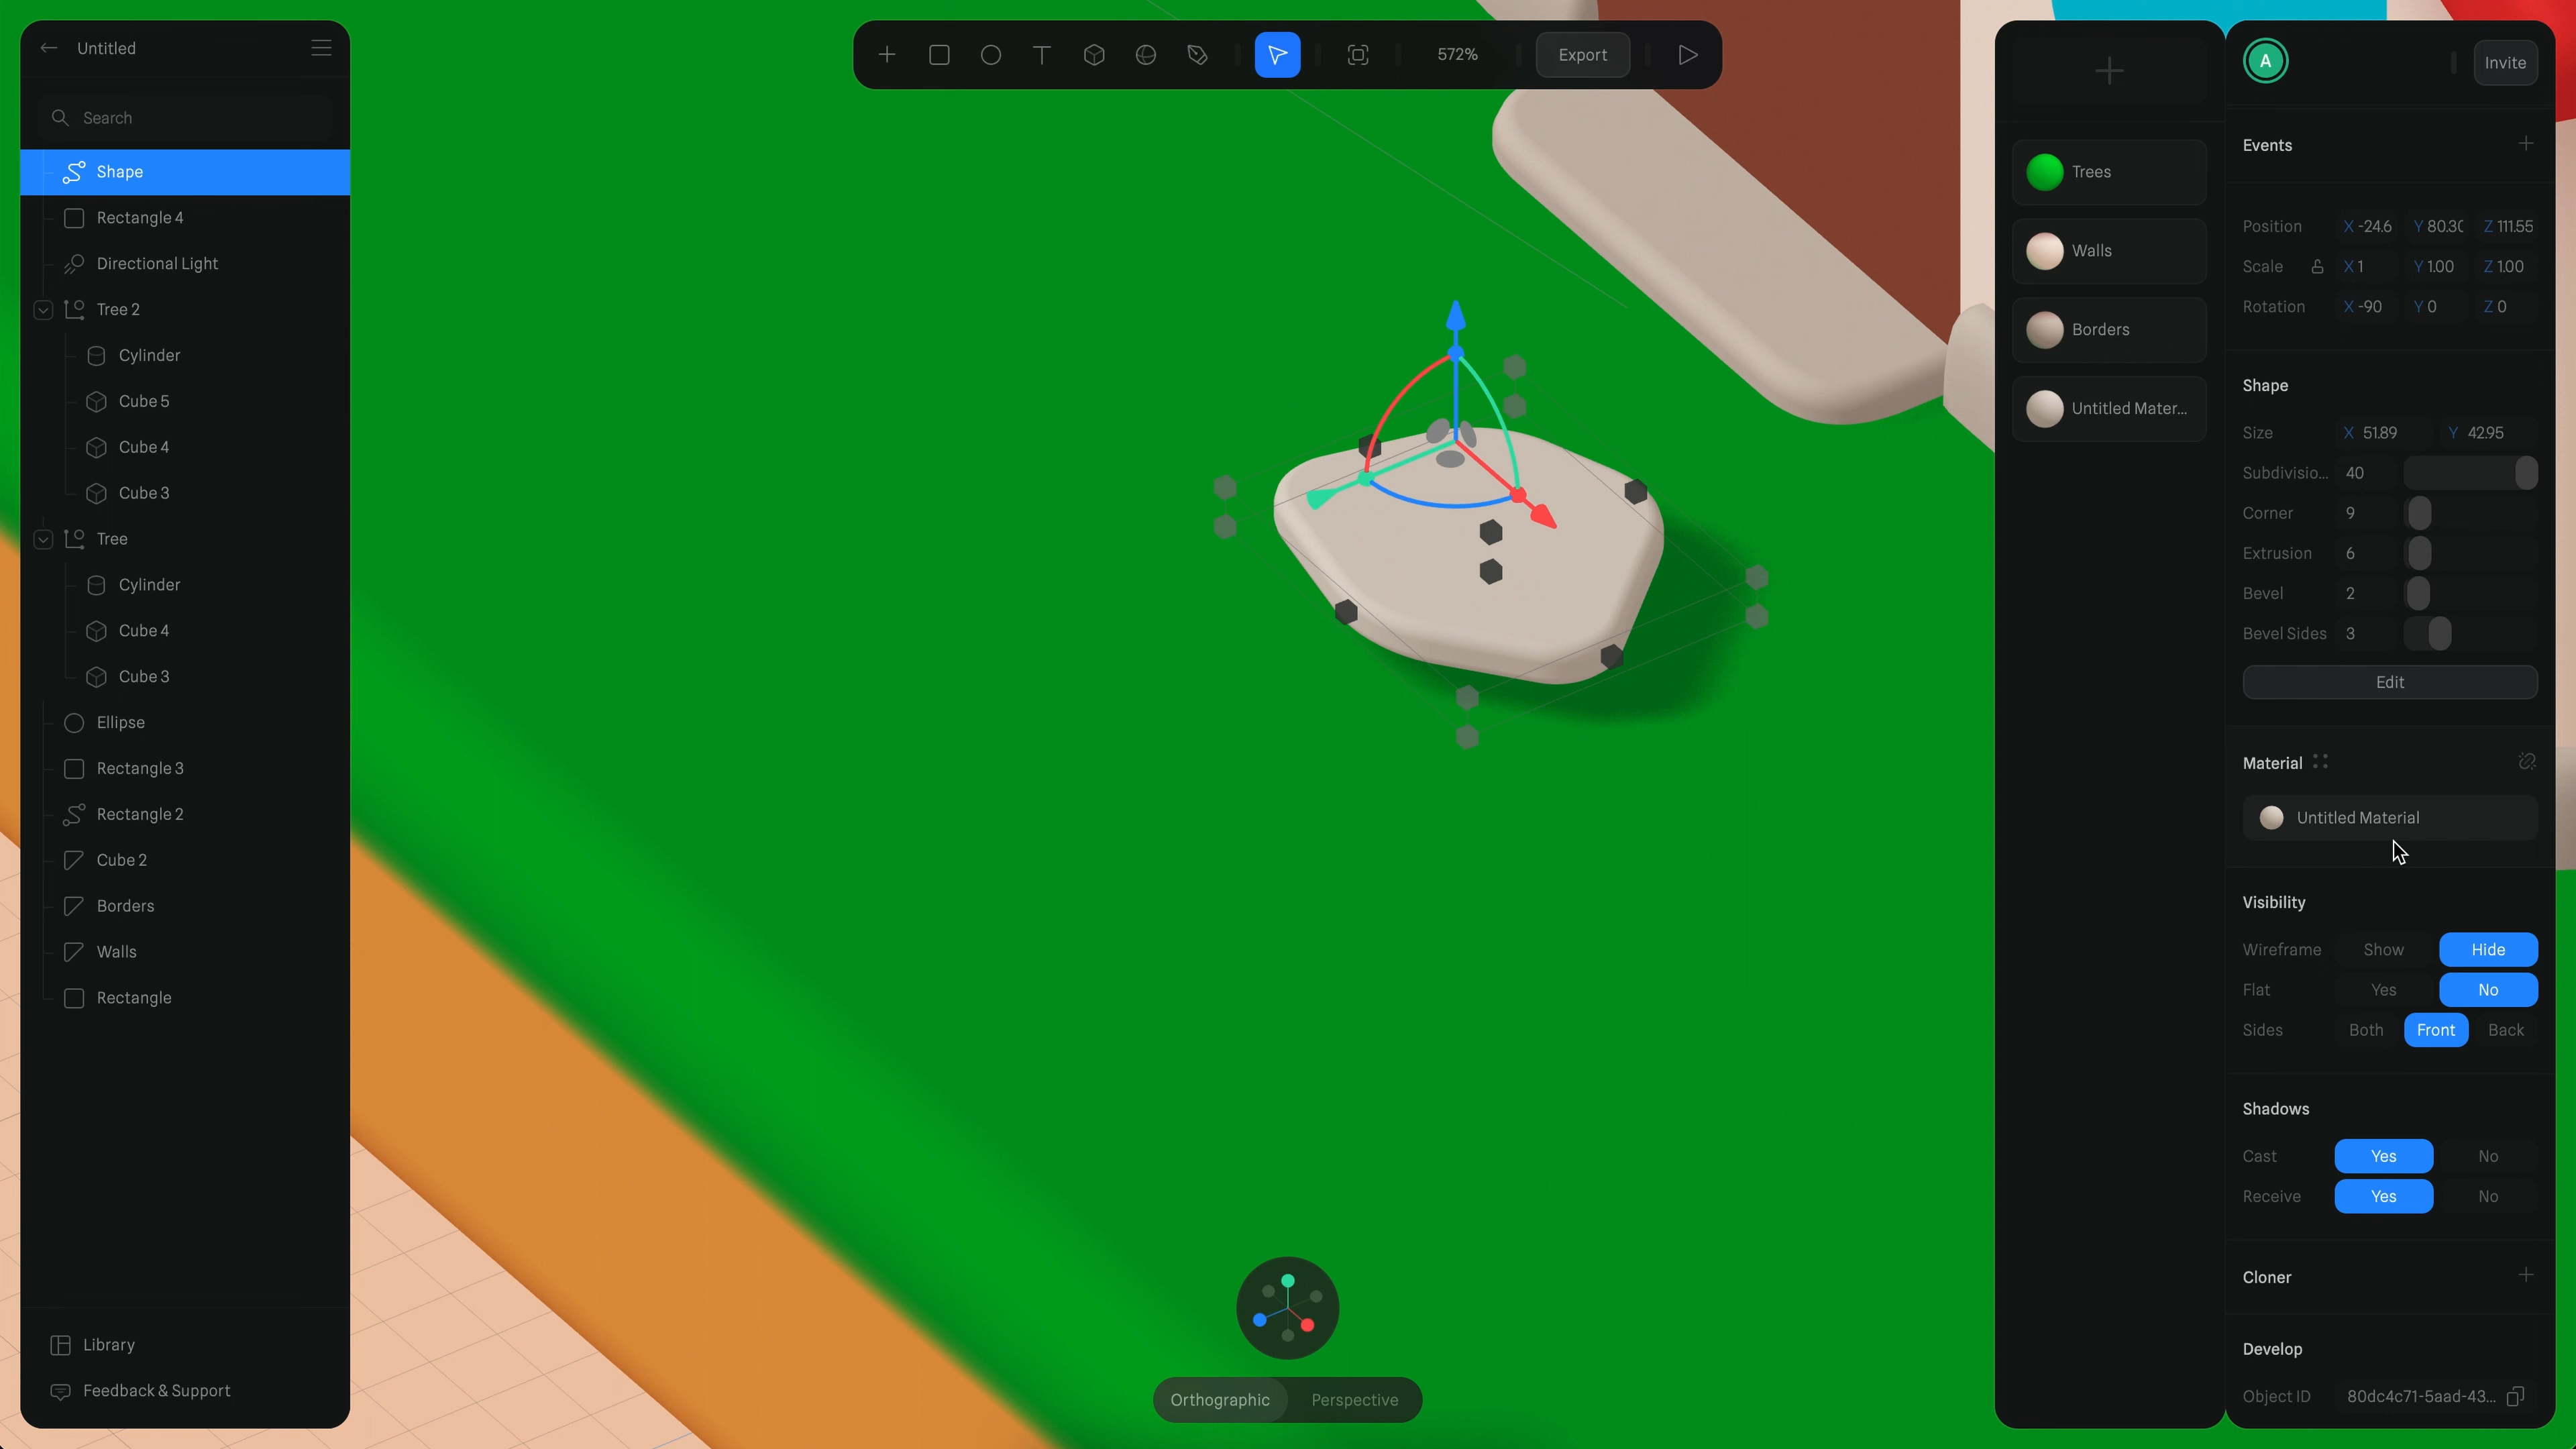 Untitled
Search
Shape
Rectangle 4
Directional Light
Tree 2
Cylinder
Cube 5
Cube 4
Cube 3
Tree
Cylinder
Cube 4
Cube 3
Ellipse
Rectangle 3
Rectangle 2
Cube 2
Borders
Walls
Rectangle
Library
Feedback & Support
572%
Export
Orthographic
Perspective
Trees
Walls
Borders
Untitled Mater...
A
Invite
Events
Position X -24.6 Y 80.30 Z 111.55
Scale X 1 Y 1.00 Z 1.00
Rotation X -90 Y 0 Z 0
Shape
Size X 51.89 Y 42.95
Subdivisio... 40
Corner 9
Extrusion 6
Bevel 2
Bevel Sides 3
Edit
Material
Untitled Material
Visibility
Wireframe Show Hide
Flat Yes No
Sides Both Front Back
Shadows
Cast Yes No
Receive Yes No
Cloner
Develop
Object ID 80dc4c71-5aad-43...